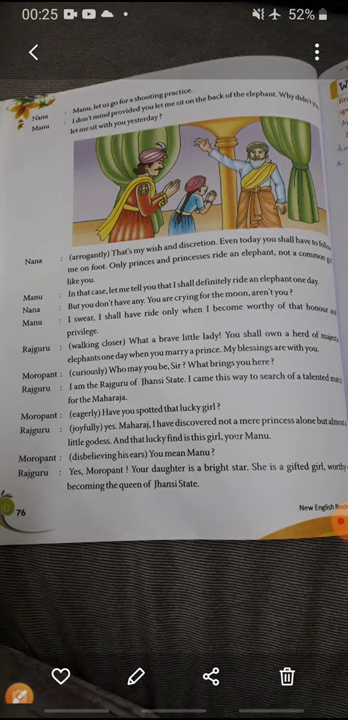 00:25
52%
Nana : Manu, let us go for a shooting practice.
Manu : I don't mind provided you let me sit on the back of the elephant. Why didn't you
let me sit with you yesterday?
Nana : (arrogantly) That's my wish and discretion. Even today you shall have to follow
me on foot. Only princes and princesses ride an elephant, not a common
like you.
Manu : In that case, let me tell you that I shall definitely ride an elephant one day.
Nana : But you don't have any. You are crying for the moon, aren't you?
Manu : I swear, I shall have ride only when I become worthy of that honour and
privilege.
Rajguru : (walking closer) What a brave little lady! You shall own a herd of
elephants one day when you marry a prince. My blessings are with you.
Moropant : (curiously) Who may you be, Sir? What brings you here?
Rajguru : I am the Rajguru of Jhansi State. I came this way to search of a talented
for the Maharaja.
Moropant : (eagerly) Have you spotted that lucky girl?
Rajguru : (joyfully) yes. Maharaj, I have discovered not a mere princess alone but
little godess. And that lucky find is this girl, your Manu.
Moropant : (disbelieving his ears) You mean Manu?
Rajguru : Yes, Moropant! Your daughter is a bright star. She is a gifted girl, worthy
becoming the queen of Jhansi State.
76
New English